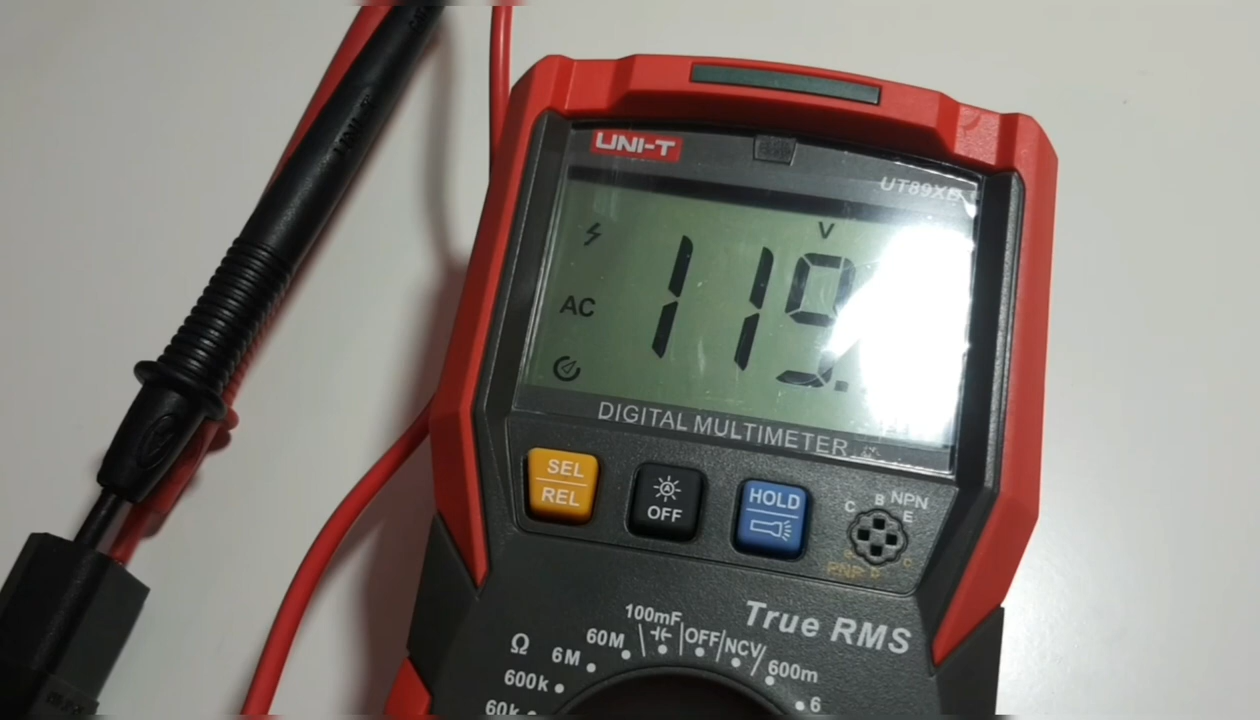 UNI-T
UT89XD
V
AC
119.
DIGITAL MULTIMETER
SEL
REL
OFF
HOLD
NPN
C B E
PNP
True RMS
100mF
60M
OFF
NCV
Ω
6M
600m
600k
6
60k